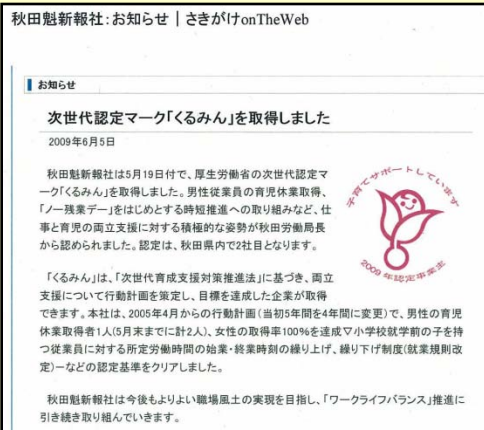 秋田魁新報社:お知らせ | さきがけonTheWeb
お知らせ
次世代認定マーク「くるみん」を取得しました
2009年6月5日
秋田魁新報社は5月19日付で、厚生労働省の次世代認定マ
ーク「くるみん」を取得しました。男性従業員の育児休業取得、
「ノー残業デー」をはじめとする時短推進への取り組みなど、仕
事と育児の両立支援に対する積極的な姿勢が秋田労働局長
から認められました。認定は、秋田県内で2社目となります。
子育てサポートしています
2009年認定事業主
「くるみん」は、「次世代育成支援対策推進法」に基づき、両立
支援について行動計画を策定し、目標を達成した企業が取得
できます。本社は、2005年4月からの行動計画(当初5年間を4年間に変更)で、男性の育児
休業取得者1人(5月末までに計2人)、女性の取得率100%を達成▽小学校就学前の子を持
つ従業員に対する所定労働時間の始業・終業時刻の繰り上げ、繰り下げ制度(就業規則改
定)ーなどの認定基準をクリアしました。
秋田魁新報社は今後もよりよい職場風土の実現を目指し、「ワークライフバランス」推進に
引き続き取り組んでいきます。